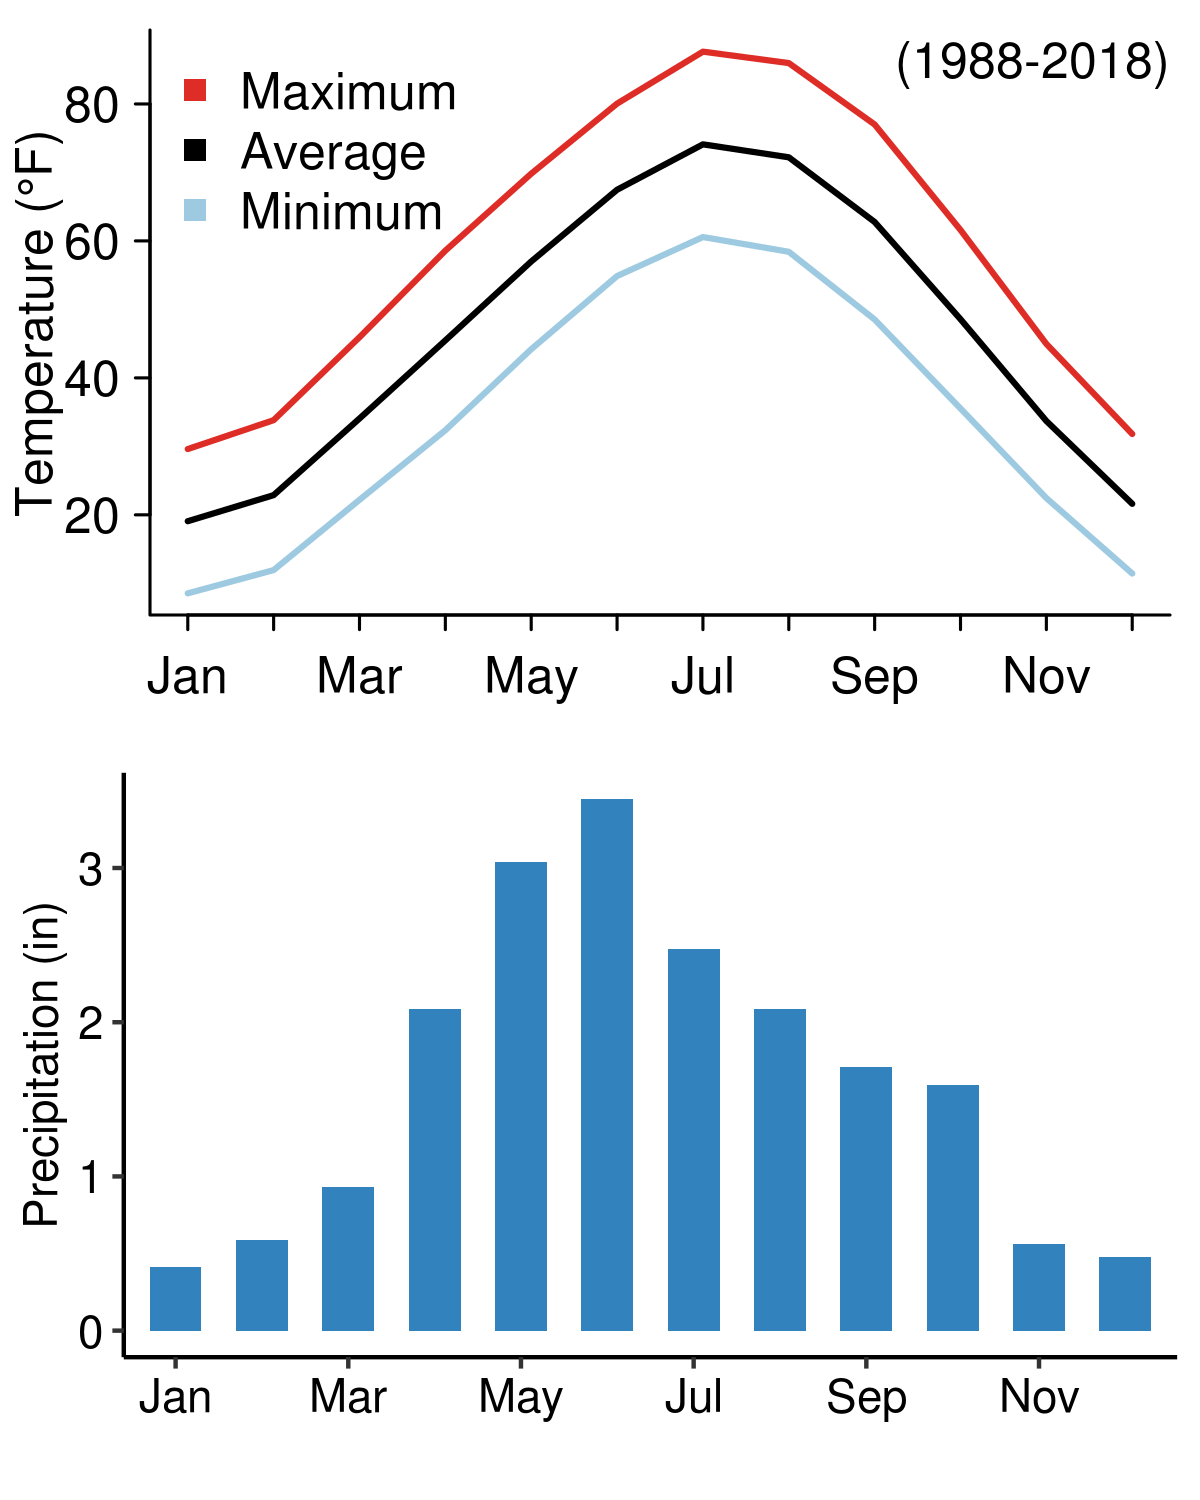 (1988-2018)
Maximum
Average
Minimum
Temperature (°F)
80
60
40
20
Jan Mar May Jul Sep Nov
Precipitation (in)
3
2
1
0
Jan Mar May Jul Sep Nov